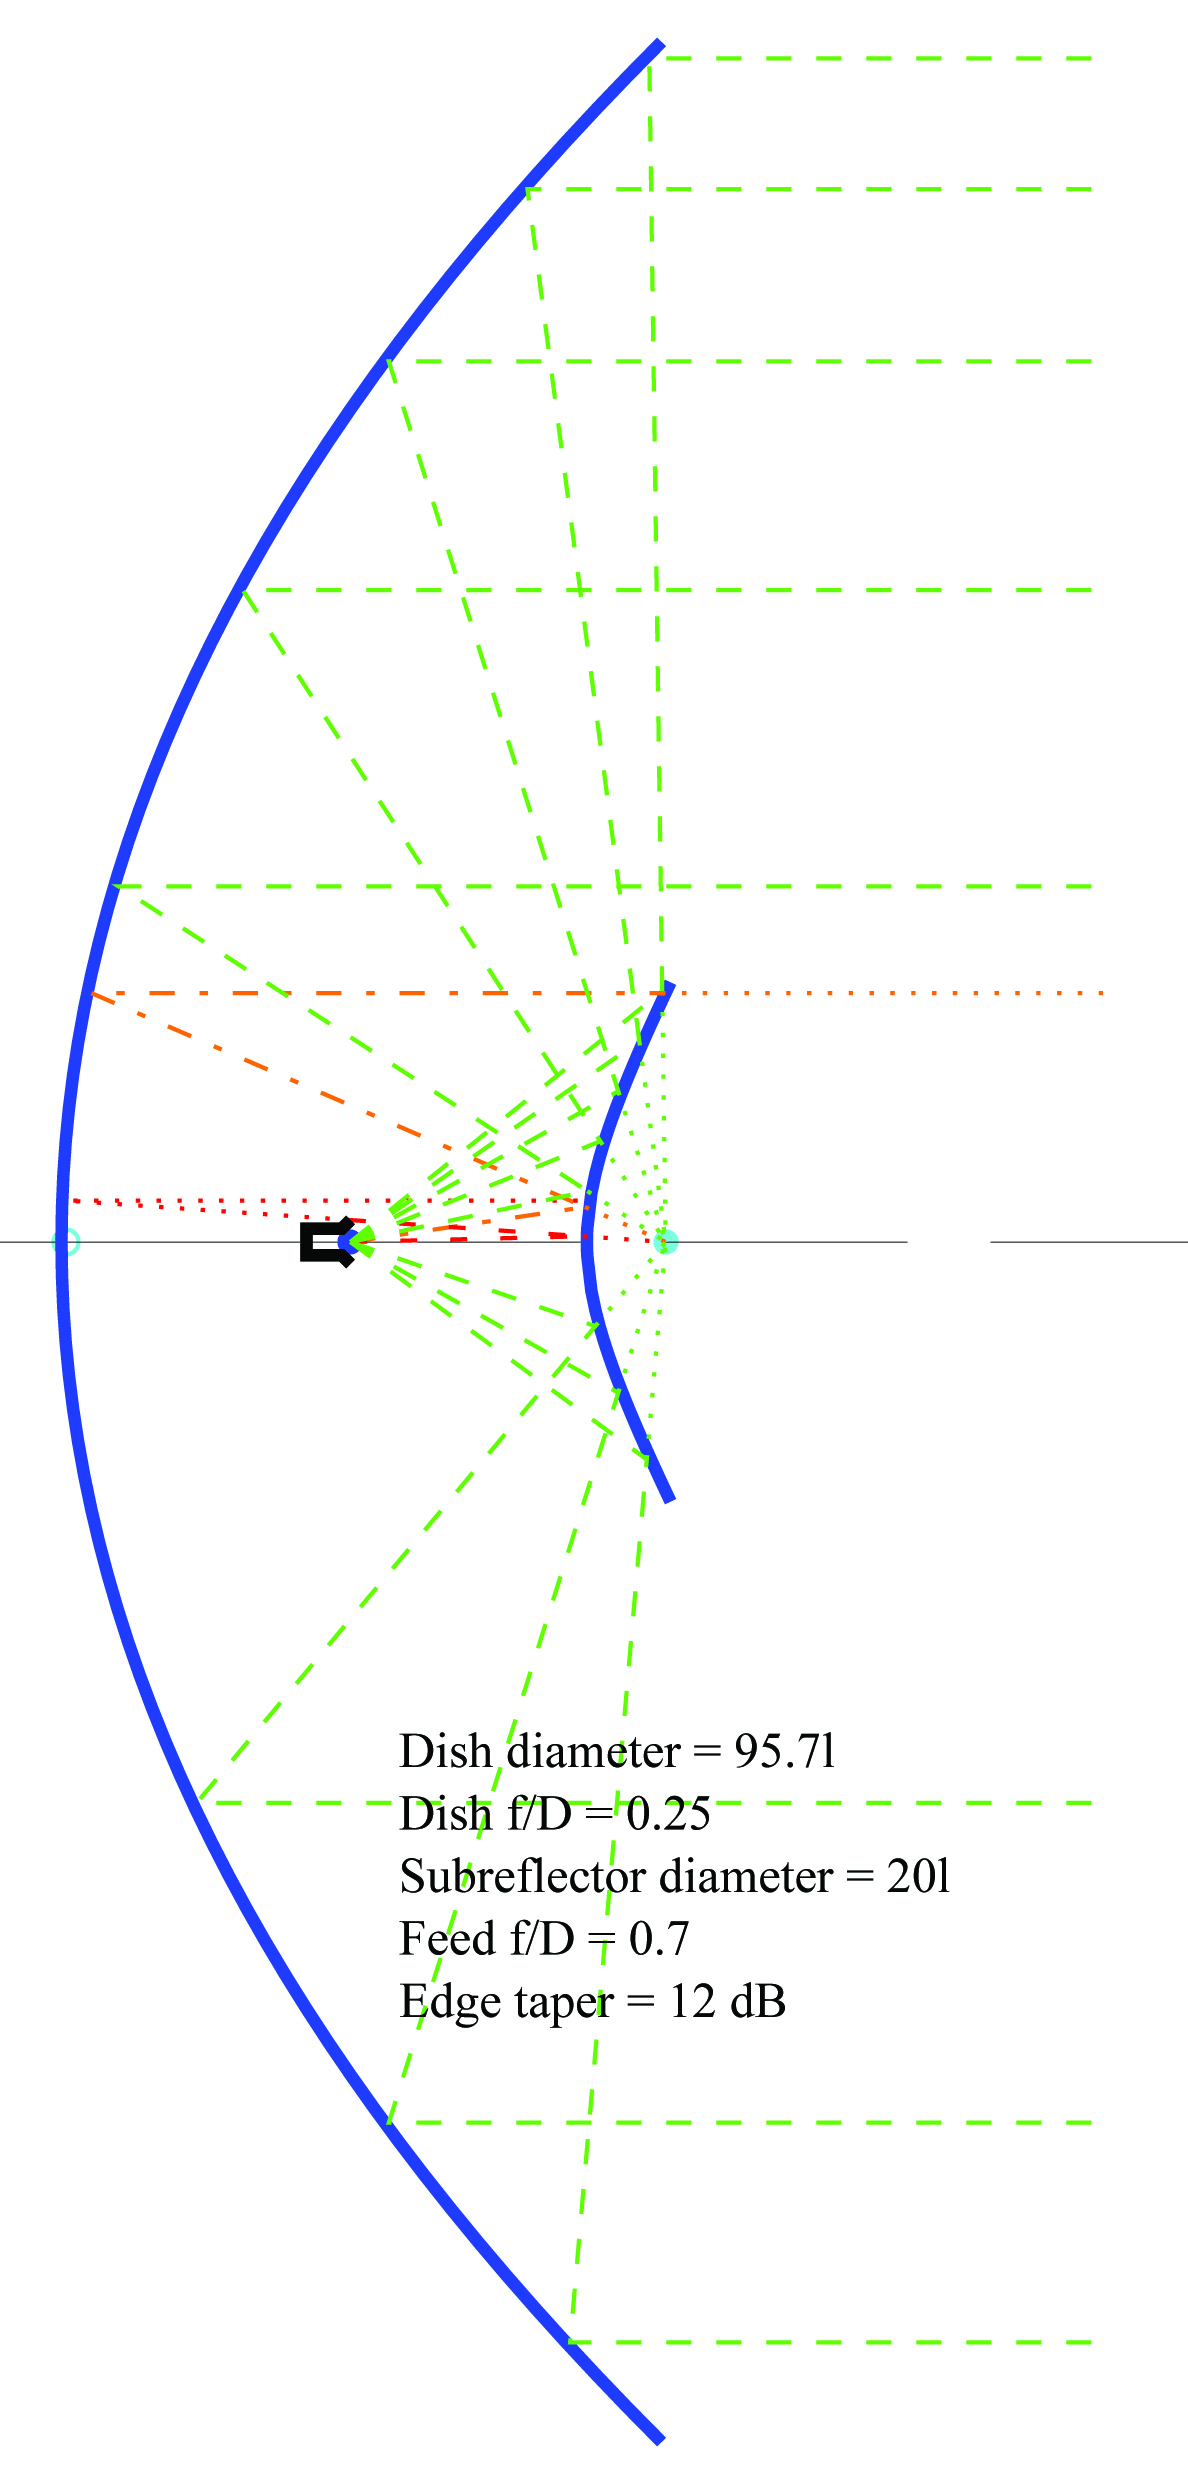 Dish diameter = 95.7l
Dish f/D = 0.25
Subreflector diameter = 20l
Feed f/D = 0.7
Edge taper = 12 dB